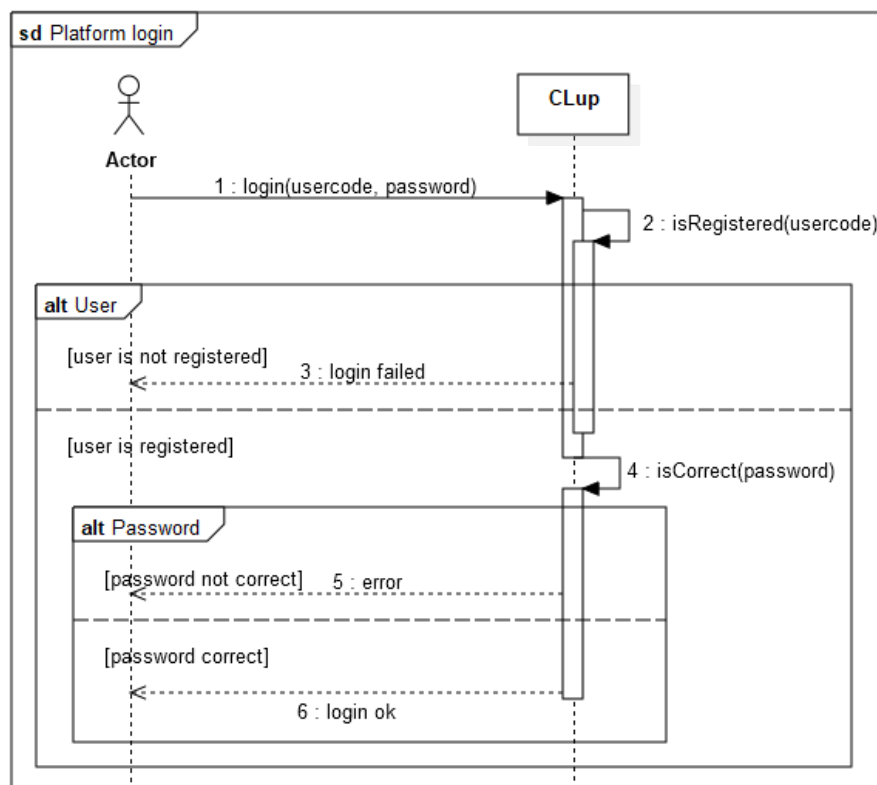 sd Platform login
CLup
Actor
1 : login(usercode, password)
2 : isRegistered(usercode)
alt User
[user is not registered]
3 : login failed
[user is registered]
4 : isCorrect(password)
alt Password
[password not correct]
5 : error
[password correct]
6 : login ok